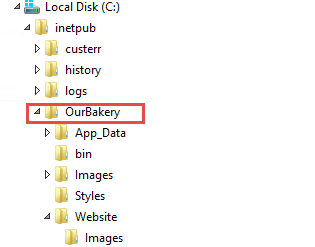 Local Disk (C:)
inetpub
custerr
history
logs
OurBakery
App_Data
bin
Images
Styles
Website
Images